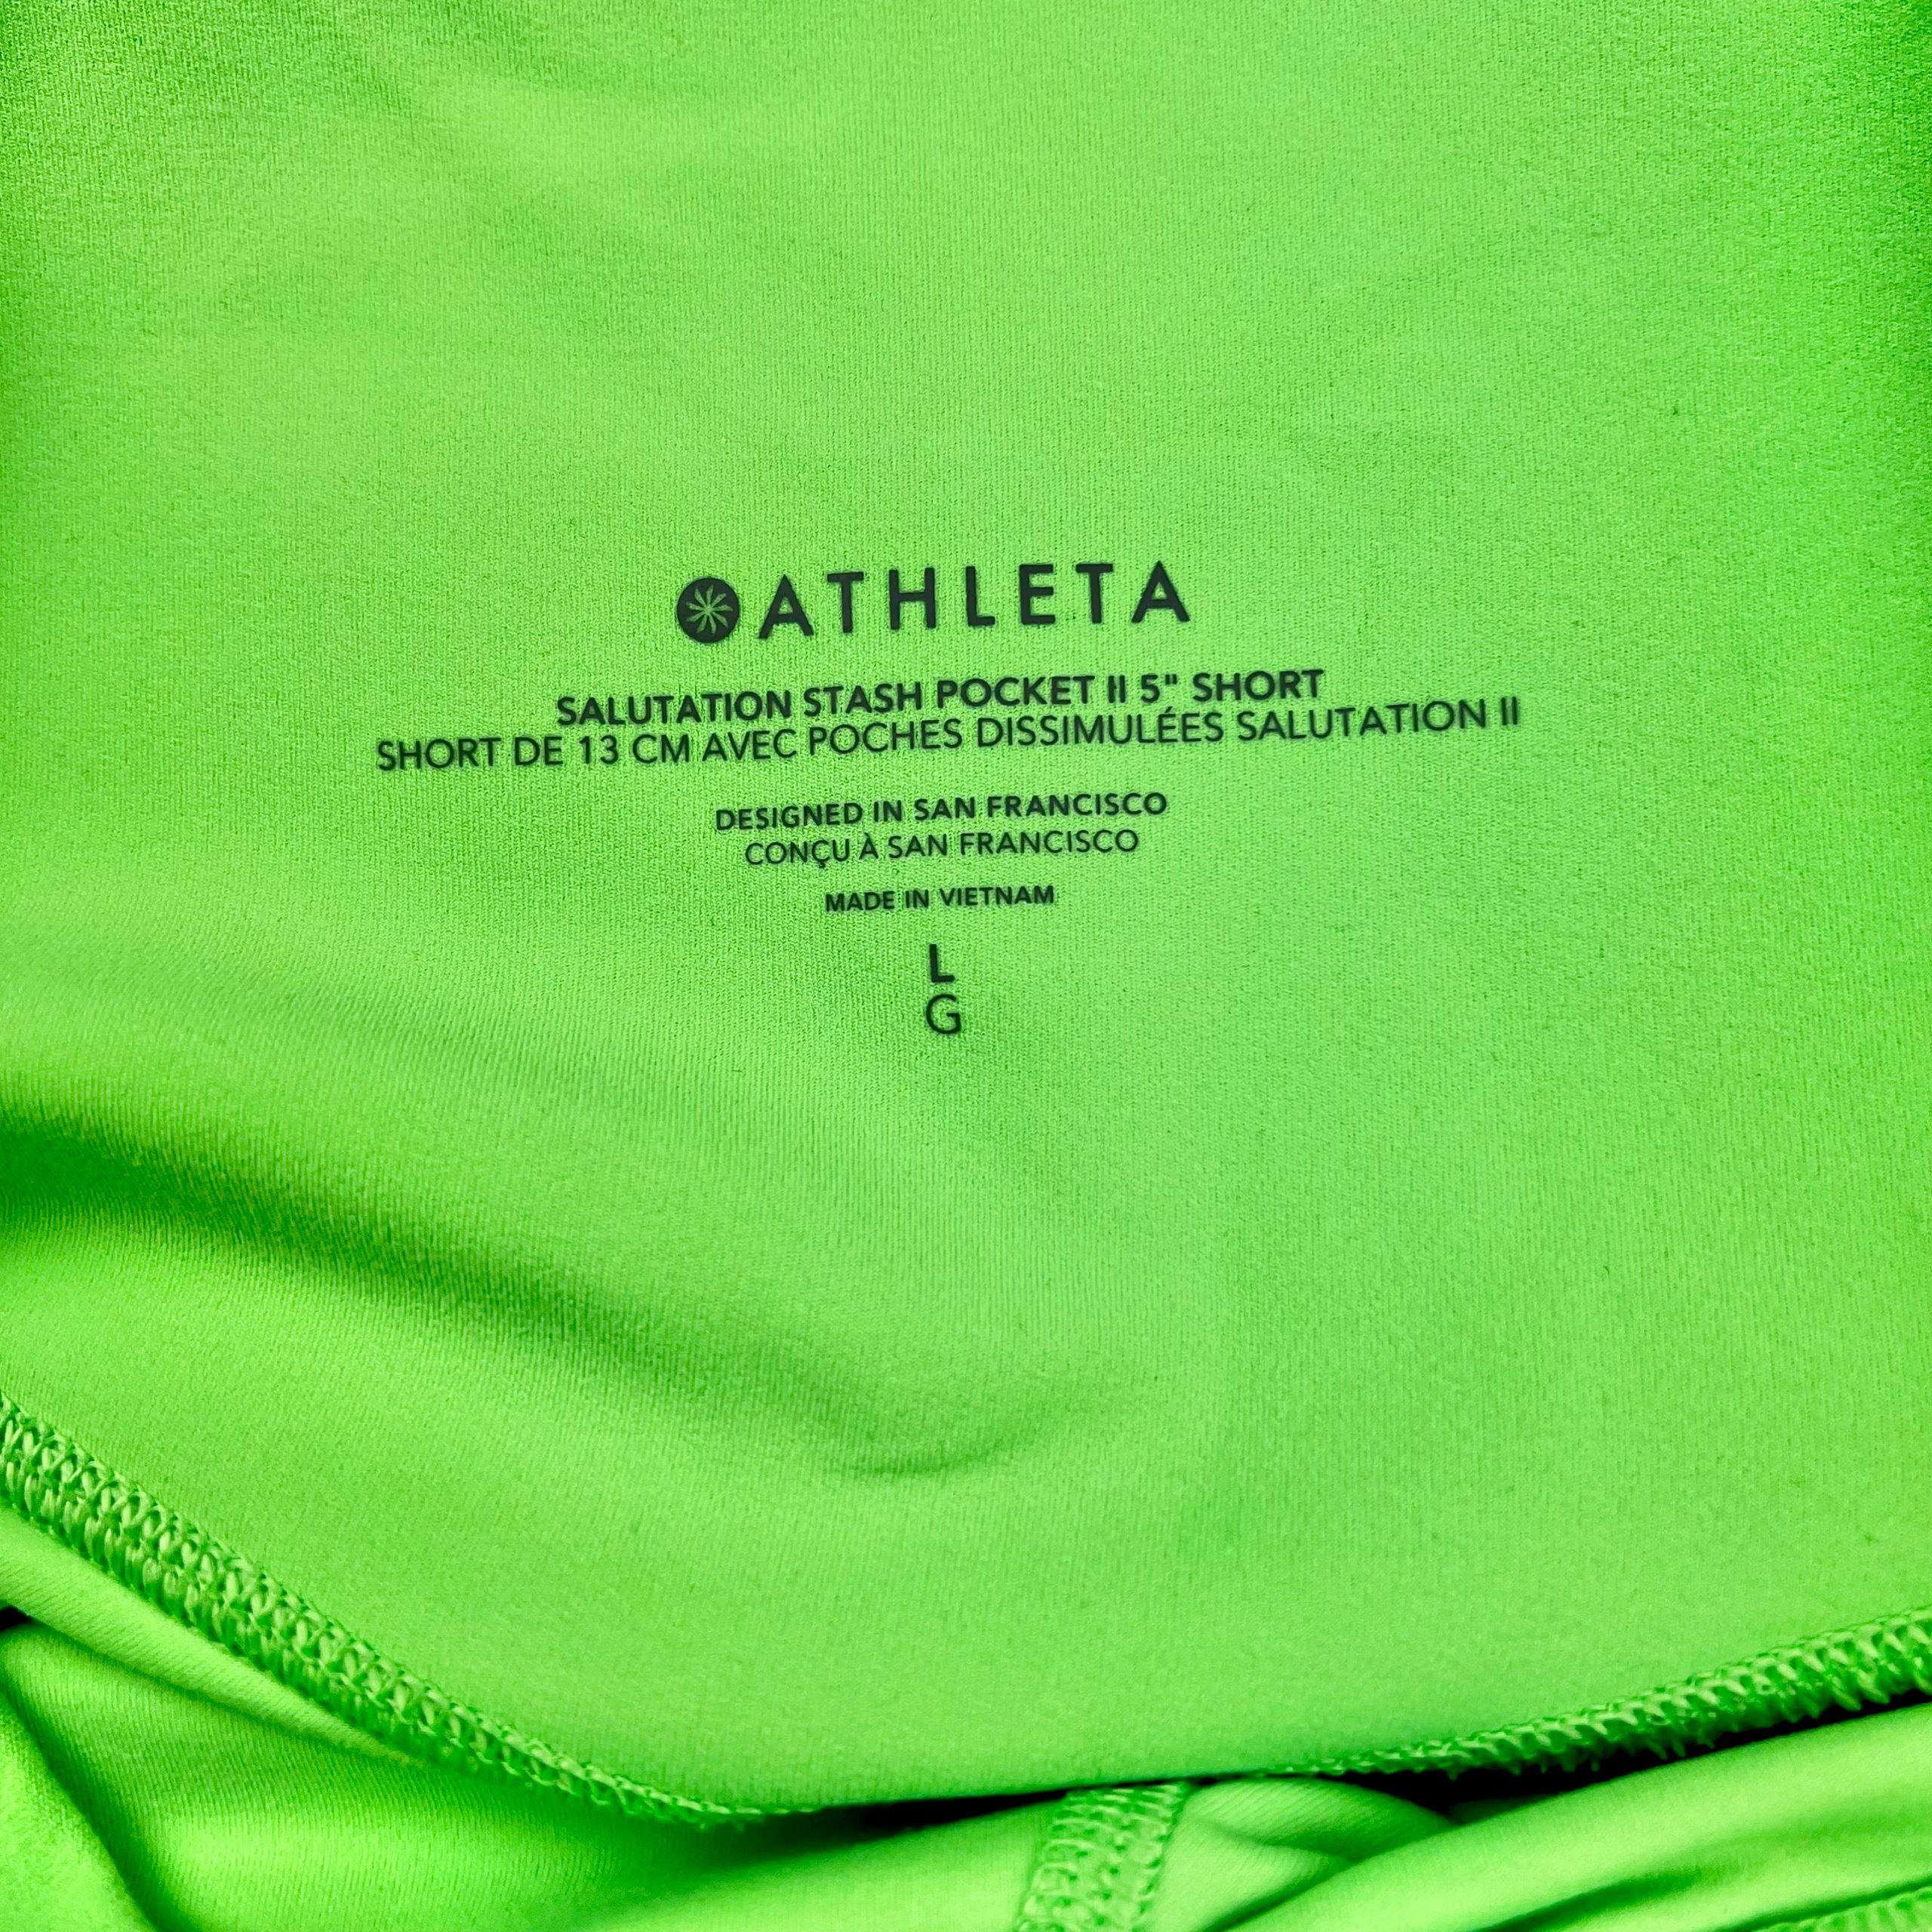 ATHLETA
SALUTATION STASH POCKET II 5" SHORT
SHORT DE 13 CM AVEC POCHES DISSIMULÉES SALUTATION II
DESIGNED IN SAN FRANCISCO
CONÇU À SAN FRANCISCO
MADE IN VIETNAM
L
G